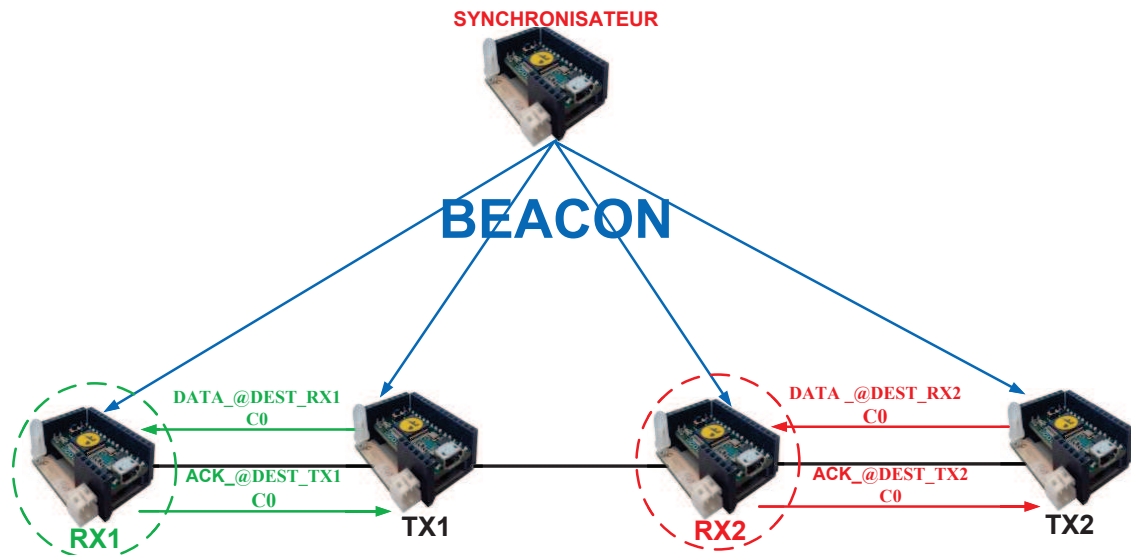 SYNCHRONISATEUR
BEACON
DATA_@DEST_RX1
C0
DATA _@DEST_RX2
C0
ACK_@DEST_TX1
C0
ACK_@DEST_TX2
C0
RX1
TX1
RX2
TX2